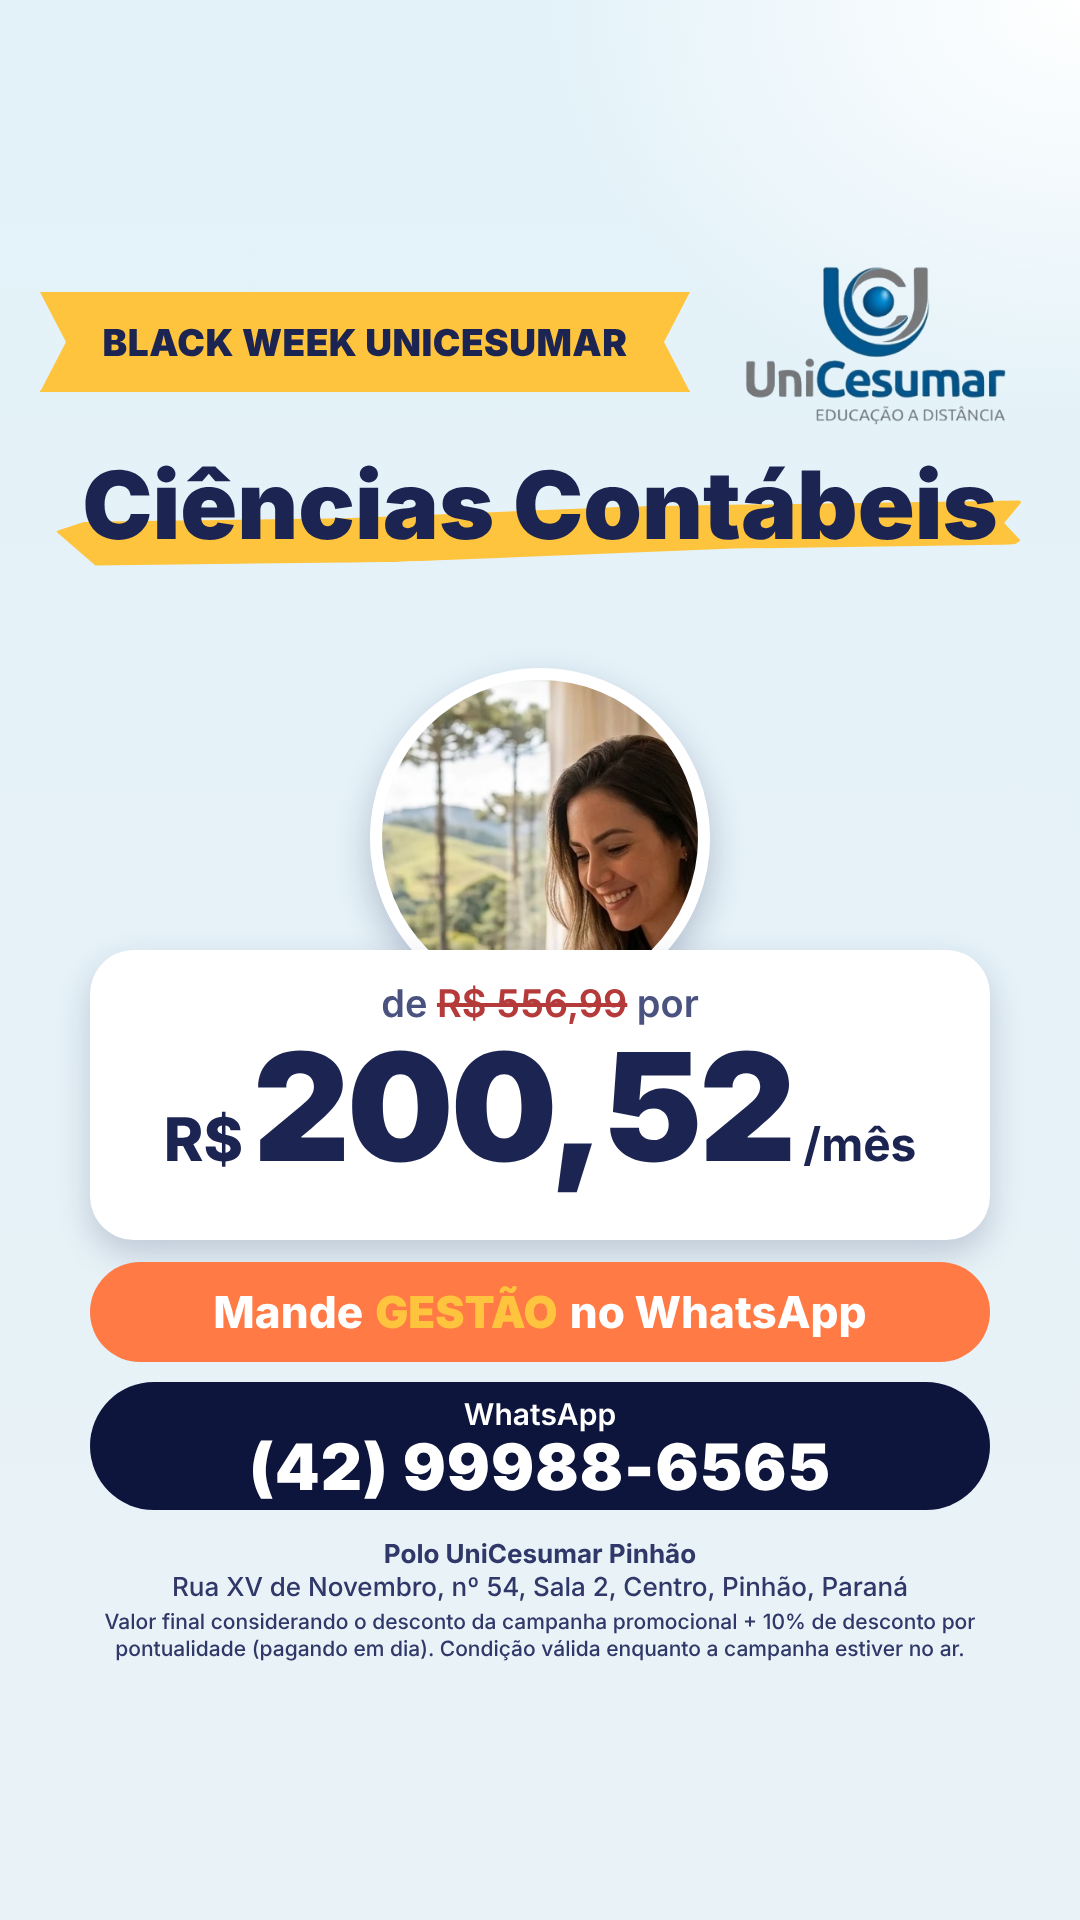 BLACK WEEK UNICESUMAR
UniCesumar
EDUCAÇÃO A DISTÂNCIA
Ciências Contábeis
de R$ 556,99 por
R$ 200,52 /mês
Mande GESTÃO no WhatsApp
WhatsApp
(42) 99988-6565
Polo UniCesumar Pinhão
Rua XV de Novembro, nº 54, Sala 2, Centro, Pinhão, Paraná
Valor final considerando o desconto da campanha promocional + 10% de desconto por
pontualidade (pagando em dia). Condição válida enquanto a campanha estiver no ar.